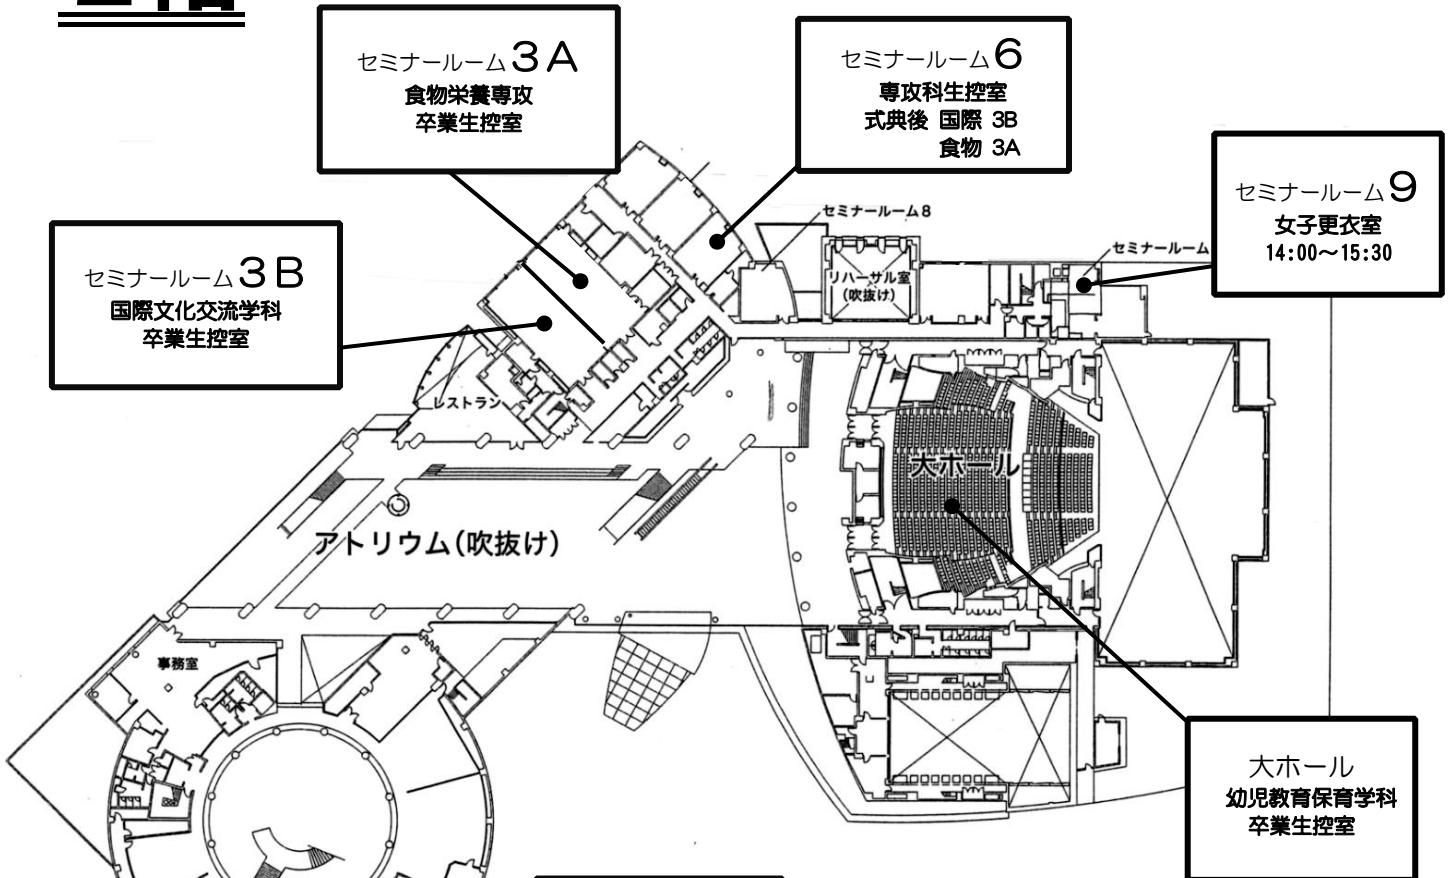 セミナールーム 3A
食物栄養専攻
卒業生控室
セミナールーム 6
専攻科生控室
式典後 国際 3B
食物 3A
セミナールーム 9
女子更衣室
14:00～15:30
セミナールーム 3B
国際文化交流学科
卒業生控室
セミナールーム8
セミナールーム
リハーサル室
(吹抜け)
レストラン
大ホール
アトリウム(吹抜け)
事務室
大ホール
幼児教育保育学科
卒業生控室